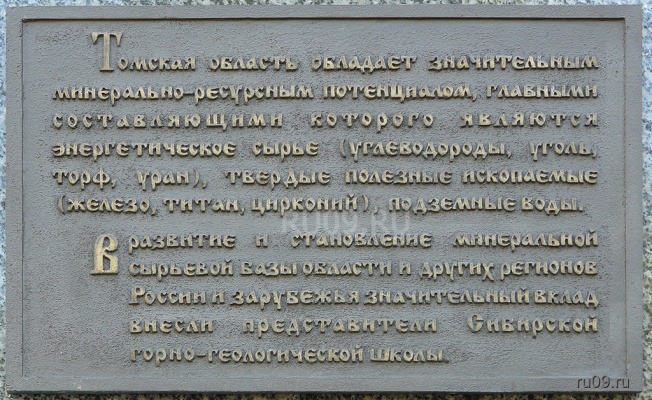 Томская область обладает значительным
минерально-ресурсным потенциалом, главными
составляющими которого являются
энергетическое сырье (углеводороды, уголь,
торф, уран), твердые полезные ископаемые
(железо, титан, цирконий), подземные воды.
В развитие и становление минеральной
сырьевой базы области и других регионов
России и зарубежья значительный вклад
внесли представители Сибирской
горно-геологической школы.
RU09.RU
ru09.ru